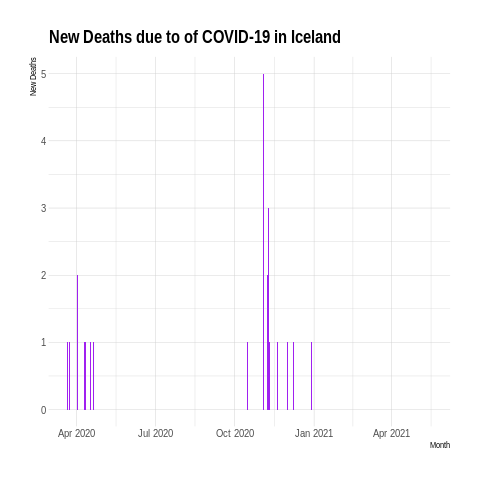 New Deaths due to of COVID-19 in Iceland
New Deaths
5
4
3
2
1
0
Apr 2020 Jul 2020 Oct 2020 Jan 2021 Apr 2021
Month